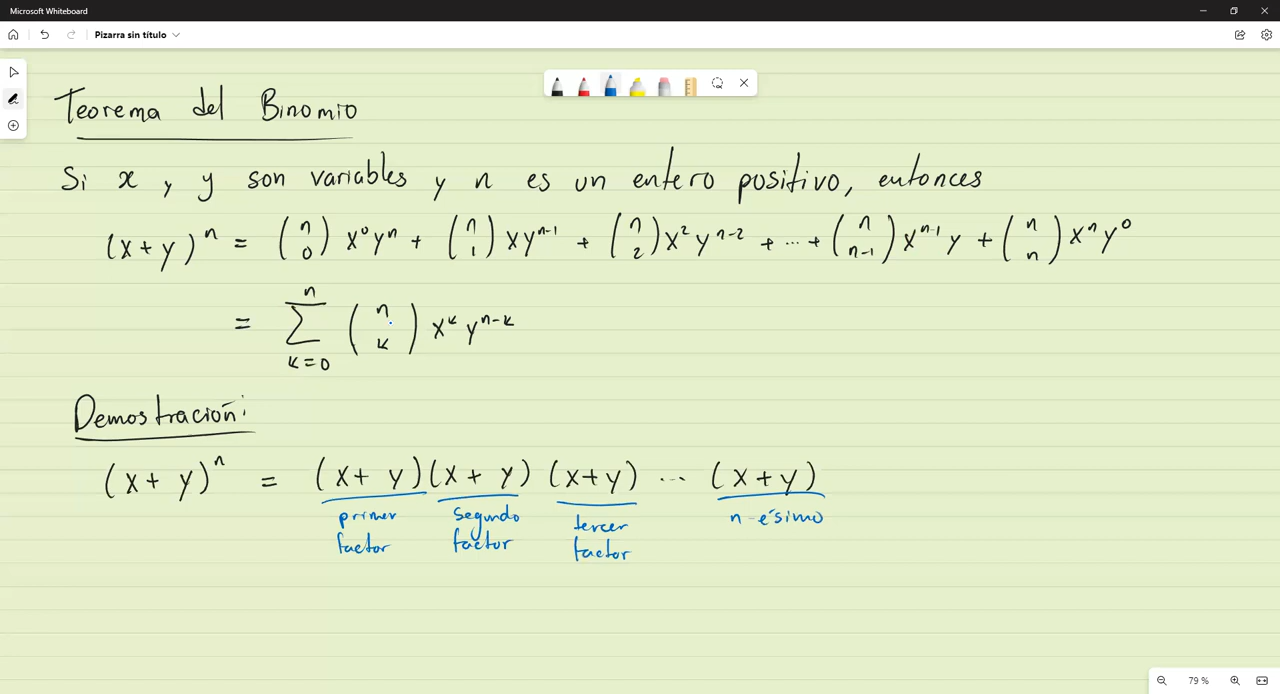 Microsoft Whiteboard
Pizarra sin título
Teorema del Binomio
Si x, y son variables y n es un entero positivo, entonces
(x + y)^n = (n 0) x^0 y^n + (n 1) x y^{n-1} + (n 2) x^2 y^{n-2} + ... + (n n-1) x^{n-1} y + (n n) x^n y^0
= \sum_{k=0}^{n} (n k) x^k y^{n-k}
Demostración:
(x + y)^n = (x + y)(x + y)(x + y) ... (x + y)
primer factor segundo factor tercer factor n-ésimo
79 %